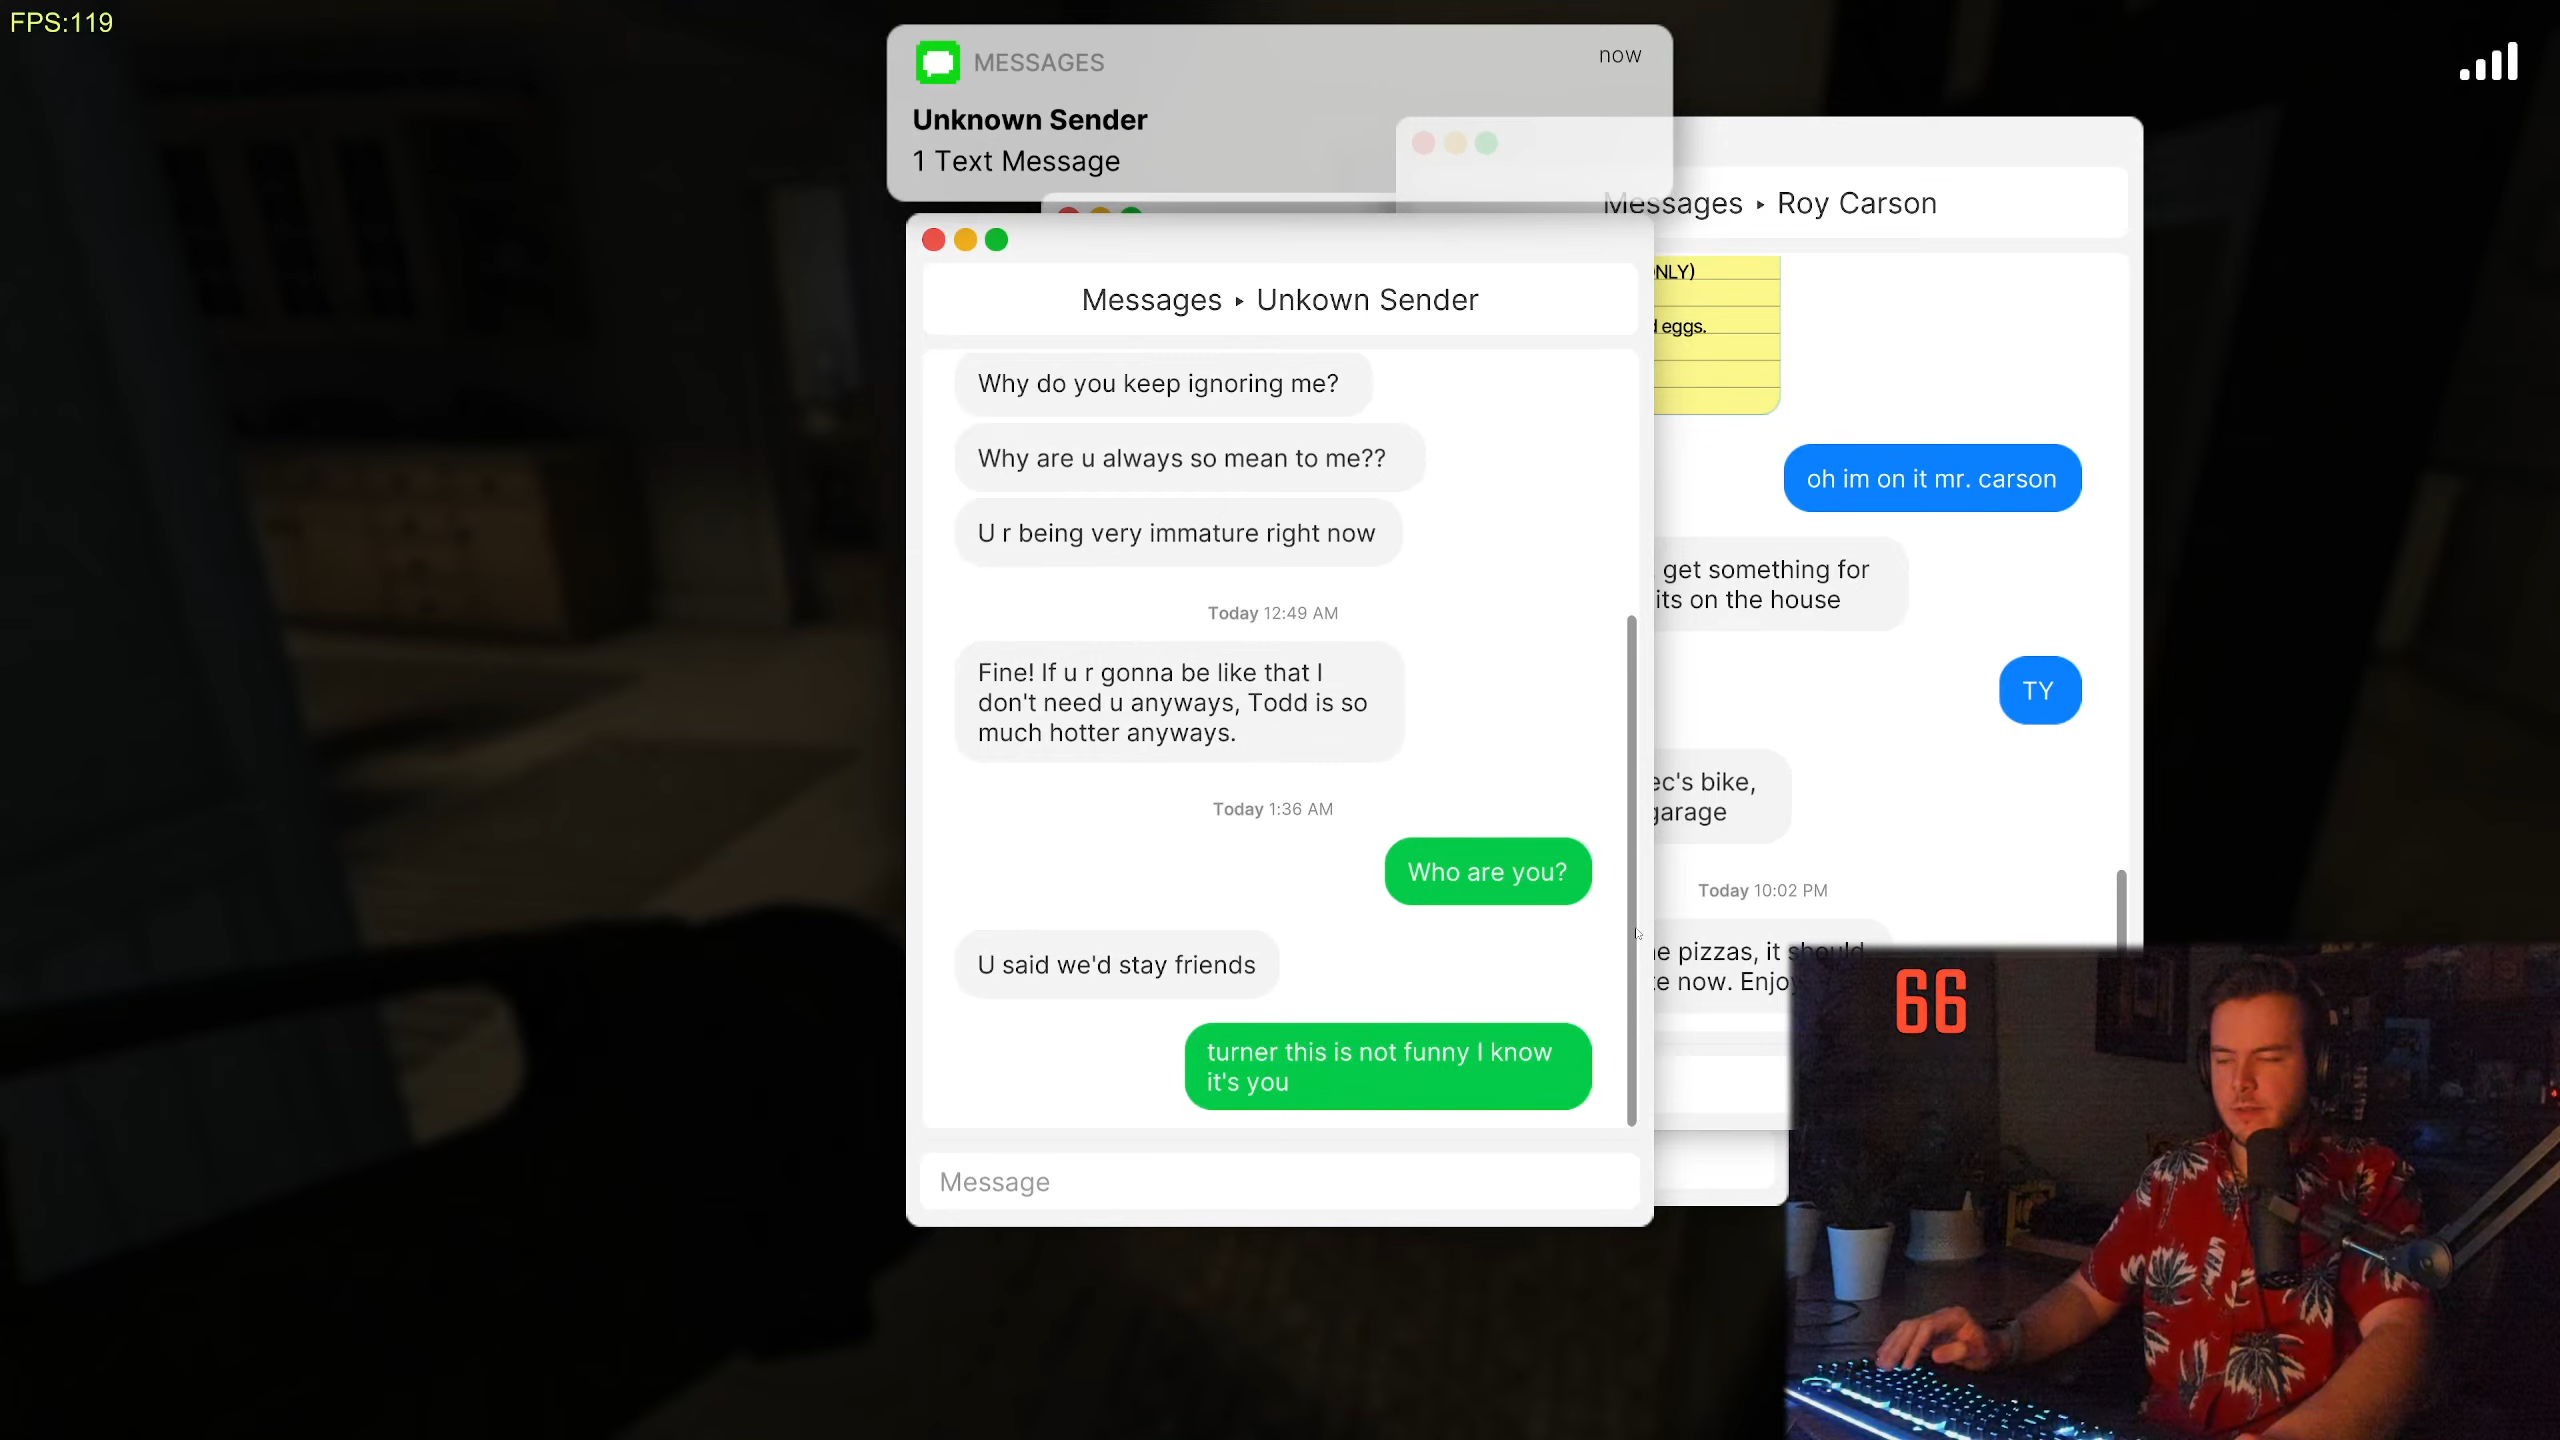 FPS:119
MESSAGES
now
Unknown Sender
1 Text Message
Messages ▸ Roy Carson
Messages ▸ Unkown Sender
Why do you keep ignoring me?
Why are u always so mean to me??
U r being very immature right now
Today 12:49 AM
Fine! If u r gonna be like that I
don't need u anyways, Todd is so
much hotter anyways.
Today 1:36 AM
Who are you?
U said we'd stay friends
turner this is not funny I know
it's you
Message
NLY)
eggs.
oh im on it mr. carson
get something for
its on the house
TY
ec's bike,
garage
Today 10:02 PM
pizzas, it should
now. Enjoy
66